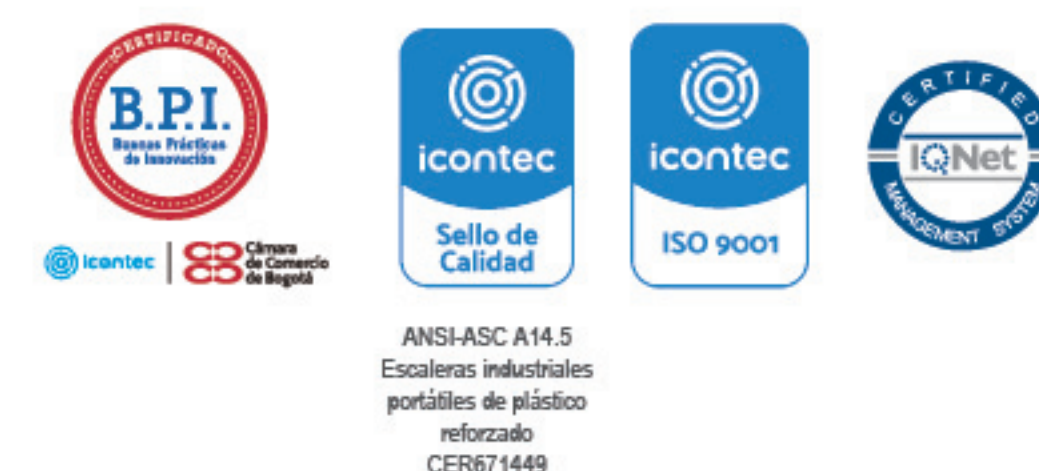 CERTIFICADO
B.P.I.
Buenas Prácticas
de Innovación
icontec
Cámara
de Comercio
de Bogotá
icontec
Sello de
Calidad
ANSI-ASC A14.5
Escaleras industriales
portátiles de plástico
reforzado
CER671449
icontec
ISO 9001
CERTIFIED
IQNet
MANAGEMENT SYSTEM